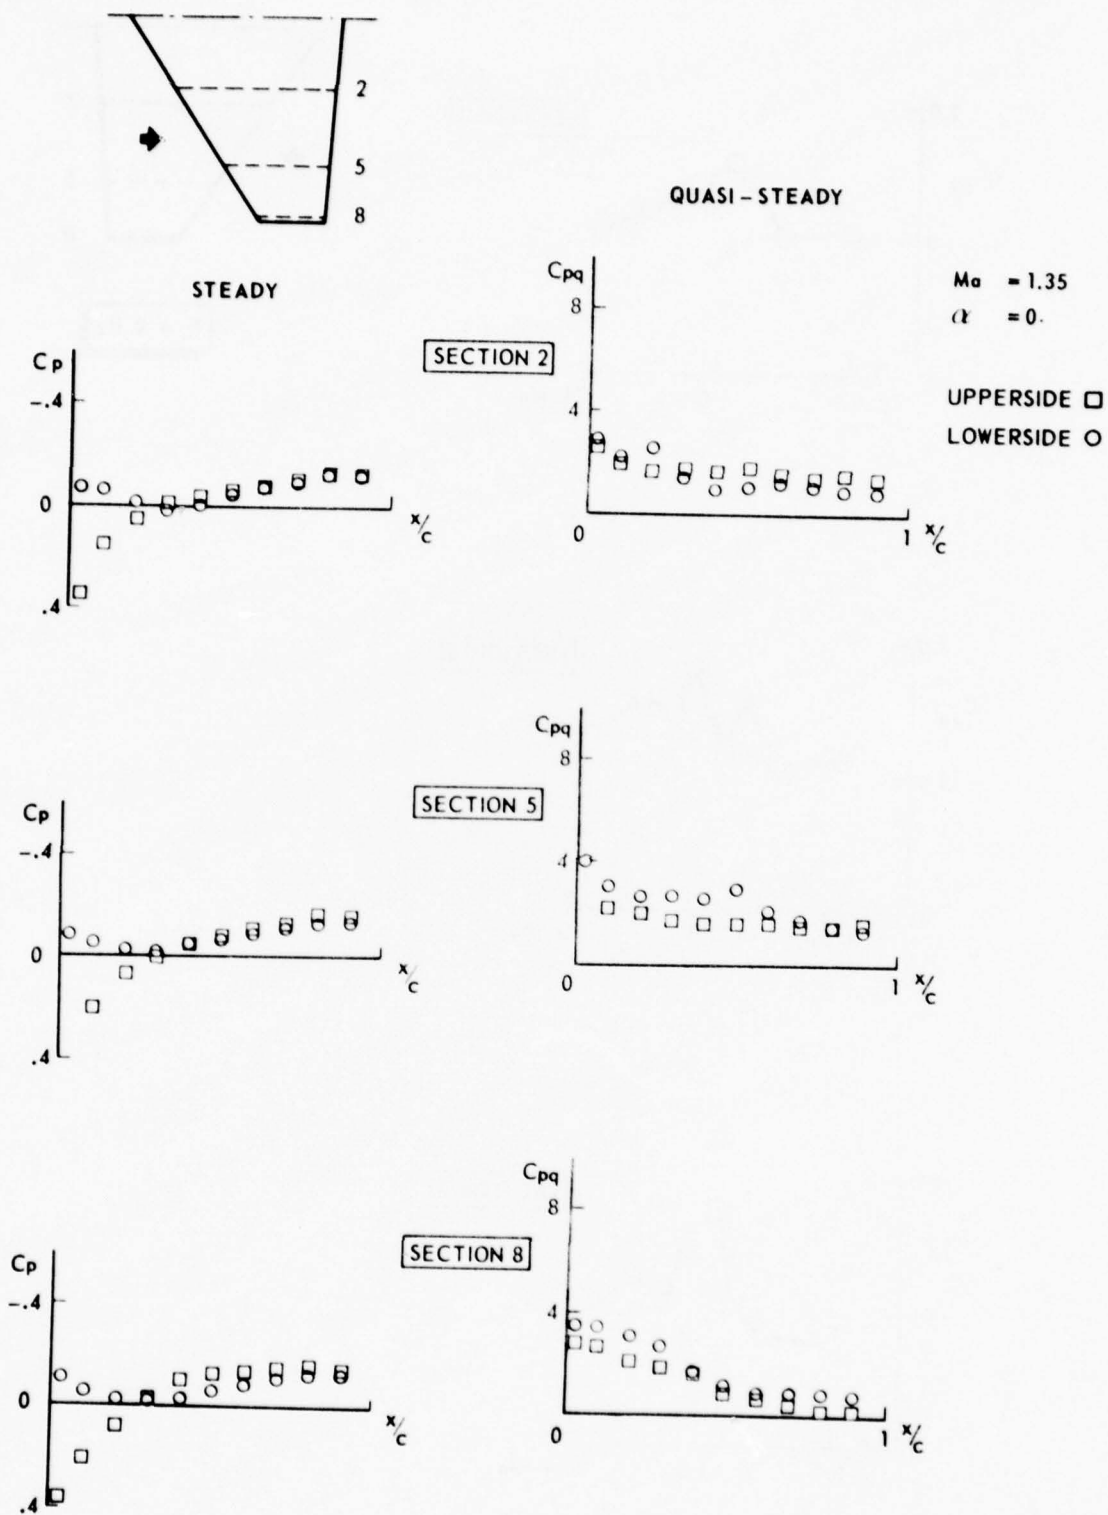 2
5
8
QUASI - STEADY
STEADY
Ma = 1.35
α = 0.
UPPERSIDE □
LOWERSIDE ○
SECTION 2
Cp
-.4
0
.4
x/c
Cpq
8
4
0
1
x/c
SECTION 5
Cp
-.4
0
.4
x/c
Cpq
8
4
0
1
x/c
SECTION 8
Cp
-.4
0
.4
x/c
Cpq
8
4
0
1
x/c